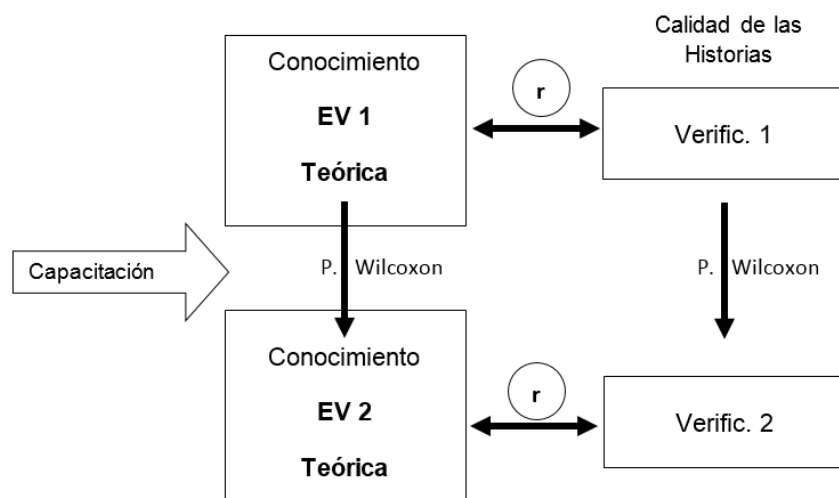 Calidad de las
Historias
Conocimiento
EV 1
Teórica
r
Verific. 1
Capacitación
P. Wilcoxon
P. Wilcoxon
Conocimiento
EV 2
Teórica
r
Verific. 2